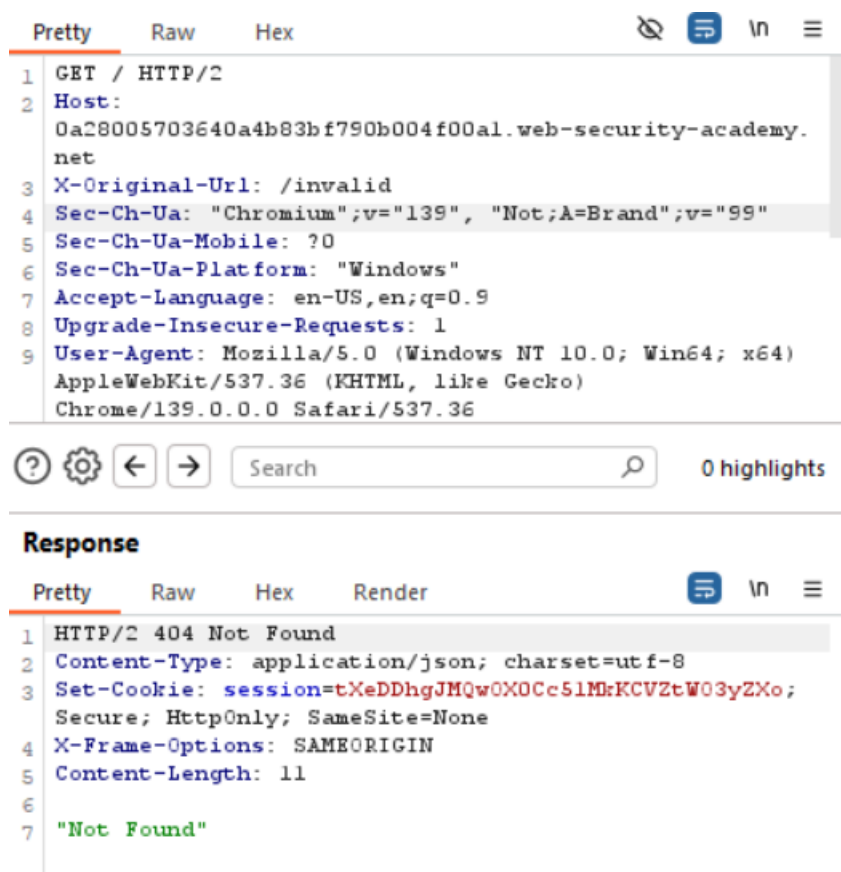 Pretty Raw Hex \n
1 GET / HTTP/2
2 Host:
0a28005703640a4b83bf790b004f00a1.web-security-academy.
net
3 X-Original-Url: /invalid
4 Sec-Ch-Ua: "Chromium";v="139", "Not;A=Brand";v="99"
5 Sec-Ch-Ua-Mobile: ?0
6 Sec-Ch-Ua-Platform: "Windows"
7 Accept-Language: en-US,en;q=0.9
8 Upgrade-Insecure-Requests: 1
9 User-Agent: Mozilla/5.0 (Windows NT 10.0; Win64; x64)
AppleWebKit/537.36 (KHTML, like Gecko)
Chrome/139.0.0.0 Safari/537.36
Search 0 highlights
Response
Pretty Raw Hex Render \n
1 HTTP/2 404 Not Found
2 Content-Type: application/json; charset=utf-8
3 Set-Cookie: session=tXeDDhgJMQw0X0Cc5lMkKCVZtW03yZXo;
Secure; HttpOnly; SameSite=None
4 X-Frame-Options: SAMEORIGIN
5 Content-Length: 11
6
7 "Not Found"